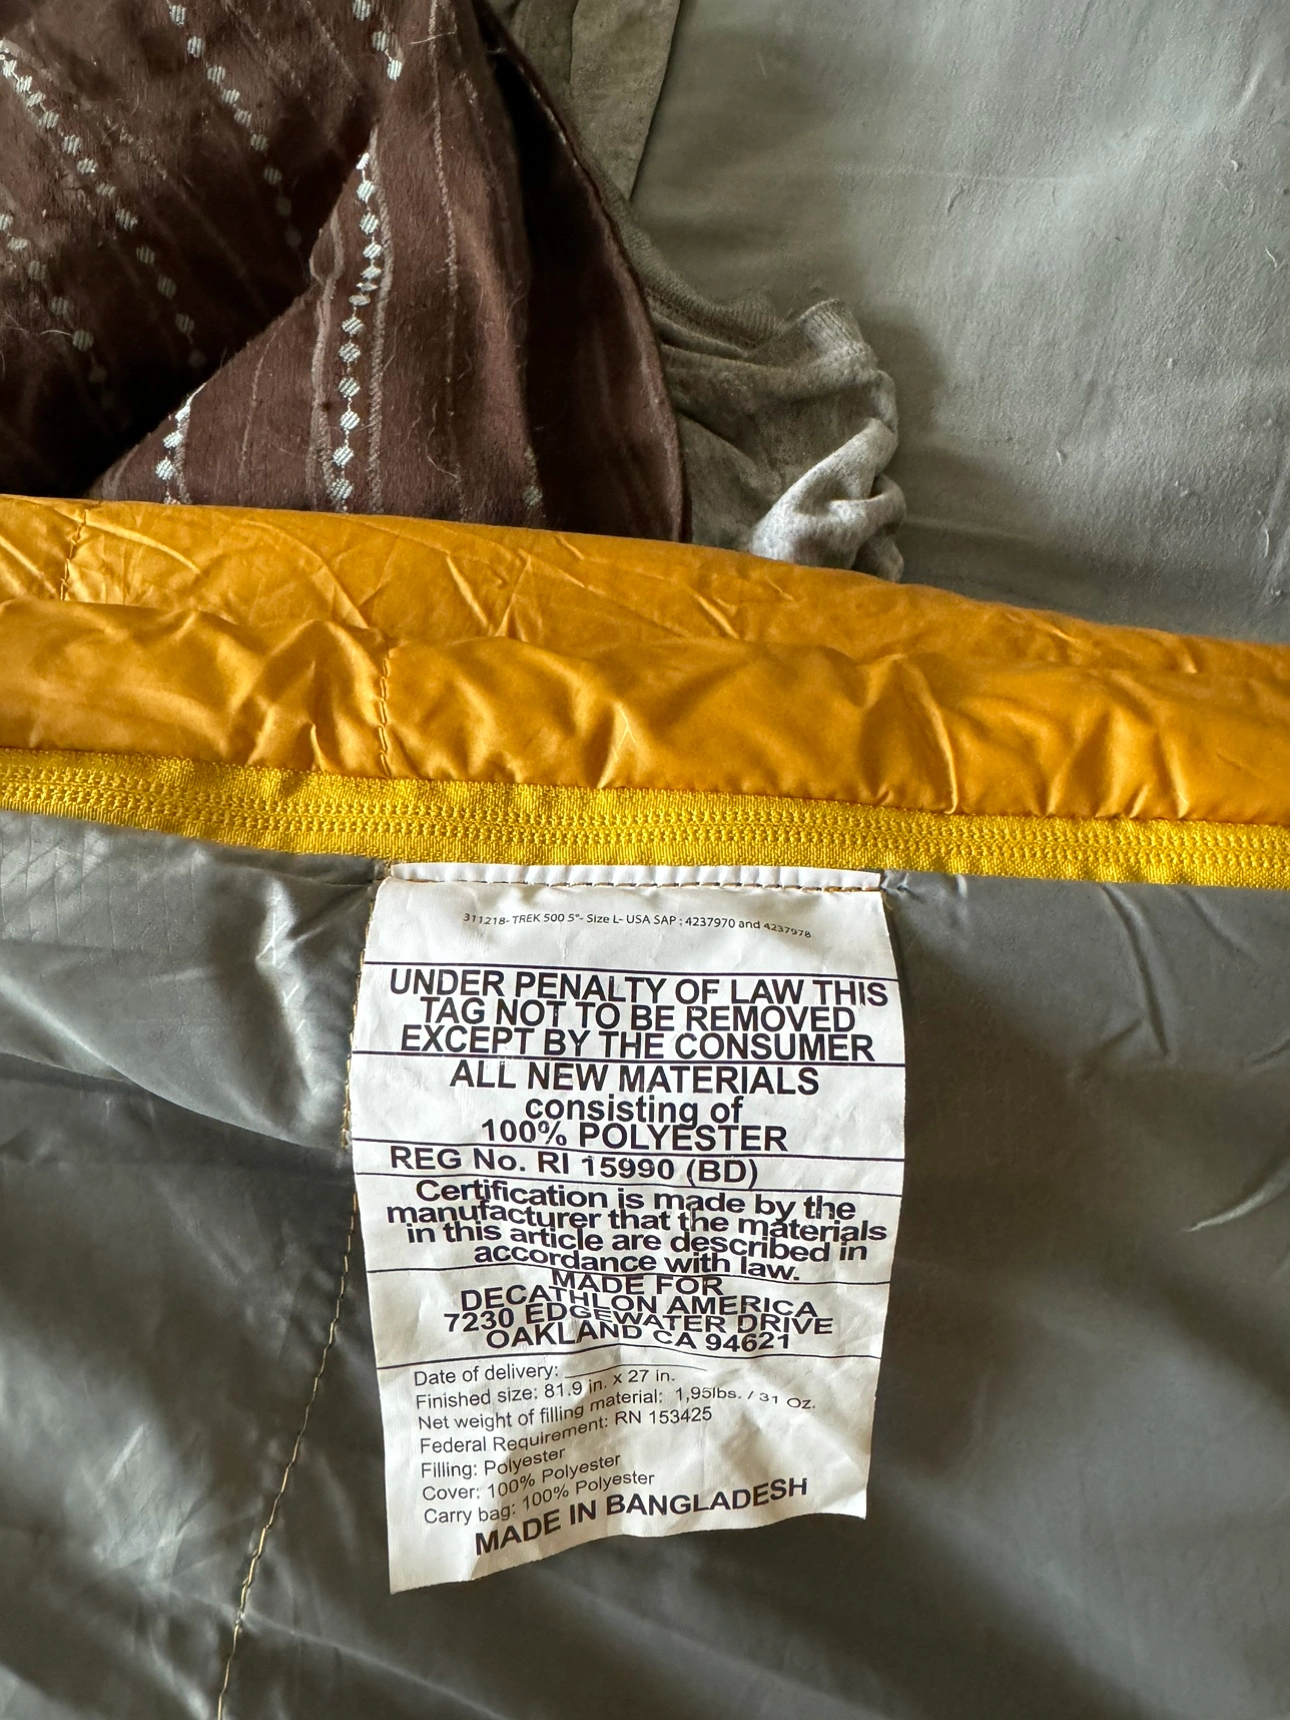 311218- TREK 500 5°- Size L- USA SAP : 4237970 and 4237978
UNDER PENALTY OF LAW THIS
TAG NOT TO BE REMOVED
EXCEPT BY THE CONSUMER
ALL NEW MATERIALS
consisting of
100% POLYESTER
REG No. RI 15990 (BD)
Certification is made by the
manufacturer that the materials
in this article are described in
accordance with law.
MADE FOR
DECATHLON AMERICA
7230 EDGEWATER DRIVE
OAKLAND CA 94621
Date of delivery:
Finished size: 81.9 in. x 27 in.
Net weight of filling material: 1,95lbs. / 31 Oz.
Federal Requirement: RN 153425
Filling: Polyester
Cover: 100% Polyester
Carry bag: 100% Polyester
MADE IN BANGLADESH